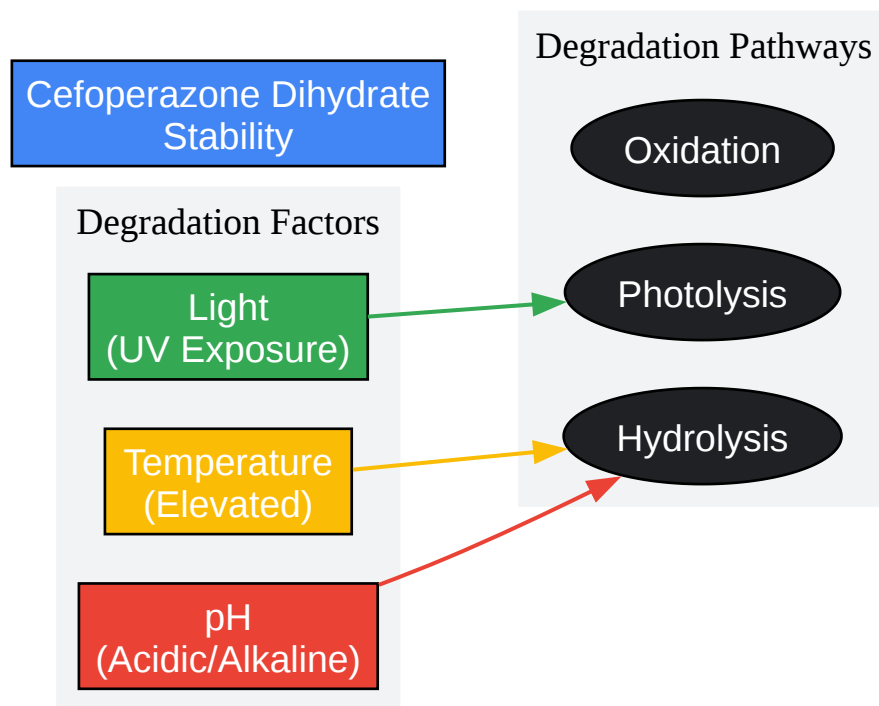 Cefoperazone Dihydrate
Stability
Degradation Factors
Light
(UV Exposure)
Temperature
(Elevated)
pH
(Acidic/Alkaline)
Degradation Pathways
Oxidation
Photolysis
Hydrolysis